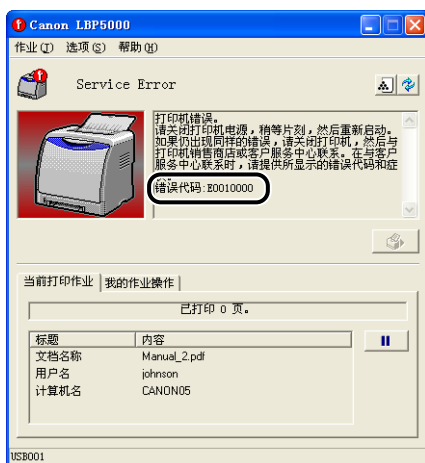 Canon LBP5000
作业(J) 选项(S) 帮助(H)
Service Error
打印机错误。
请关闭打印机电源，稍等片刻，然后重新启动。
如果仍出现同样的错误，请关闭打印机，然后与
打印机销售商店或客户服务中心联系。在与客户
服务中心联系时，请提供所显示的错误代码和症
错误代码:E0010000
当前打印作业 我的作业操作
已打印 0 页。
标题 内容
文档名称 Manual_2.pdf
用户名 johnson
计算机名 CANON05
USB001